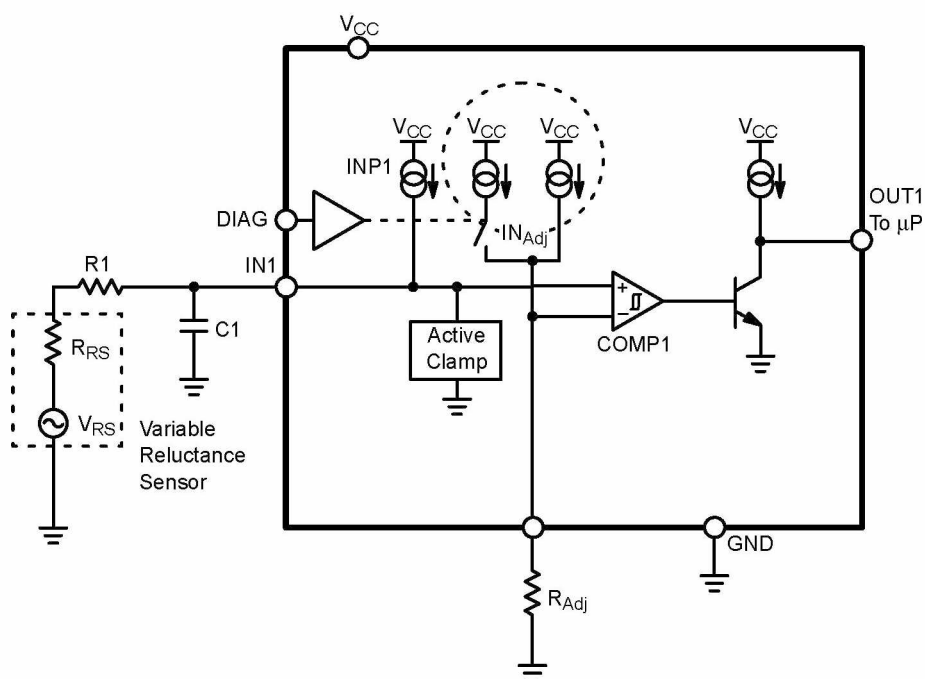 VCC
VCC
VCC
VCC
VCC
INP1
OUT1
To μP
DIAG
INAdj
IN1
R1
+
−
C1
COMP1
Active
Clamp
RRS
VRS
Variable
Reluctance
Sensor
GND
RAdj